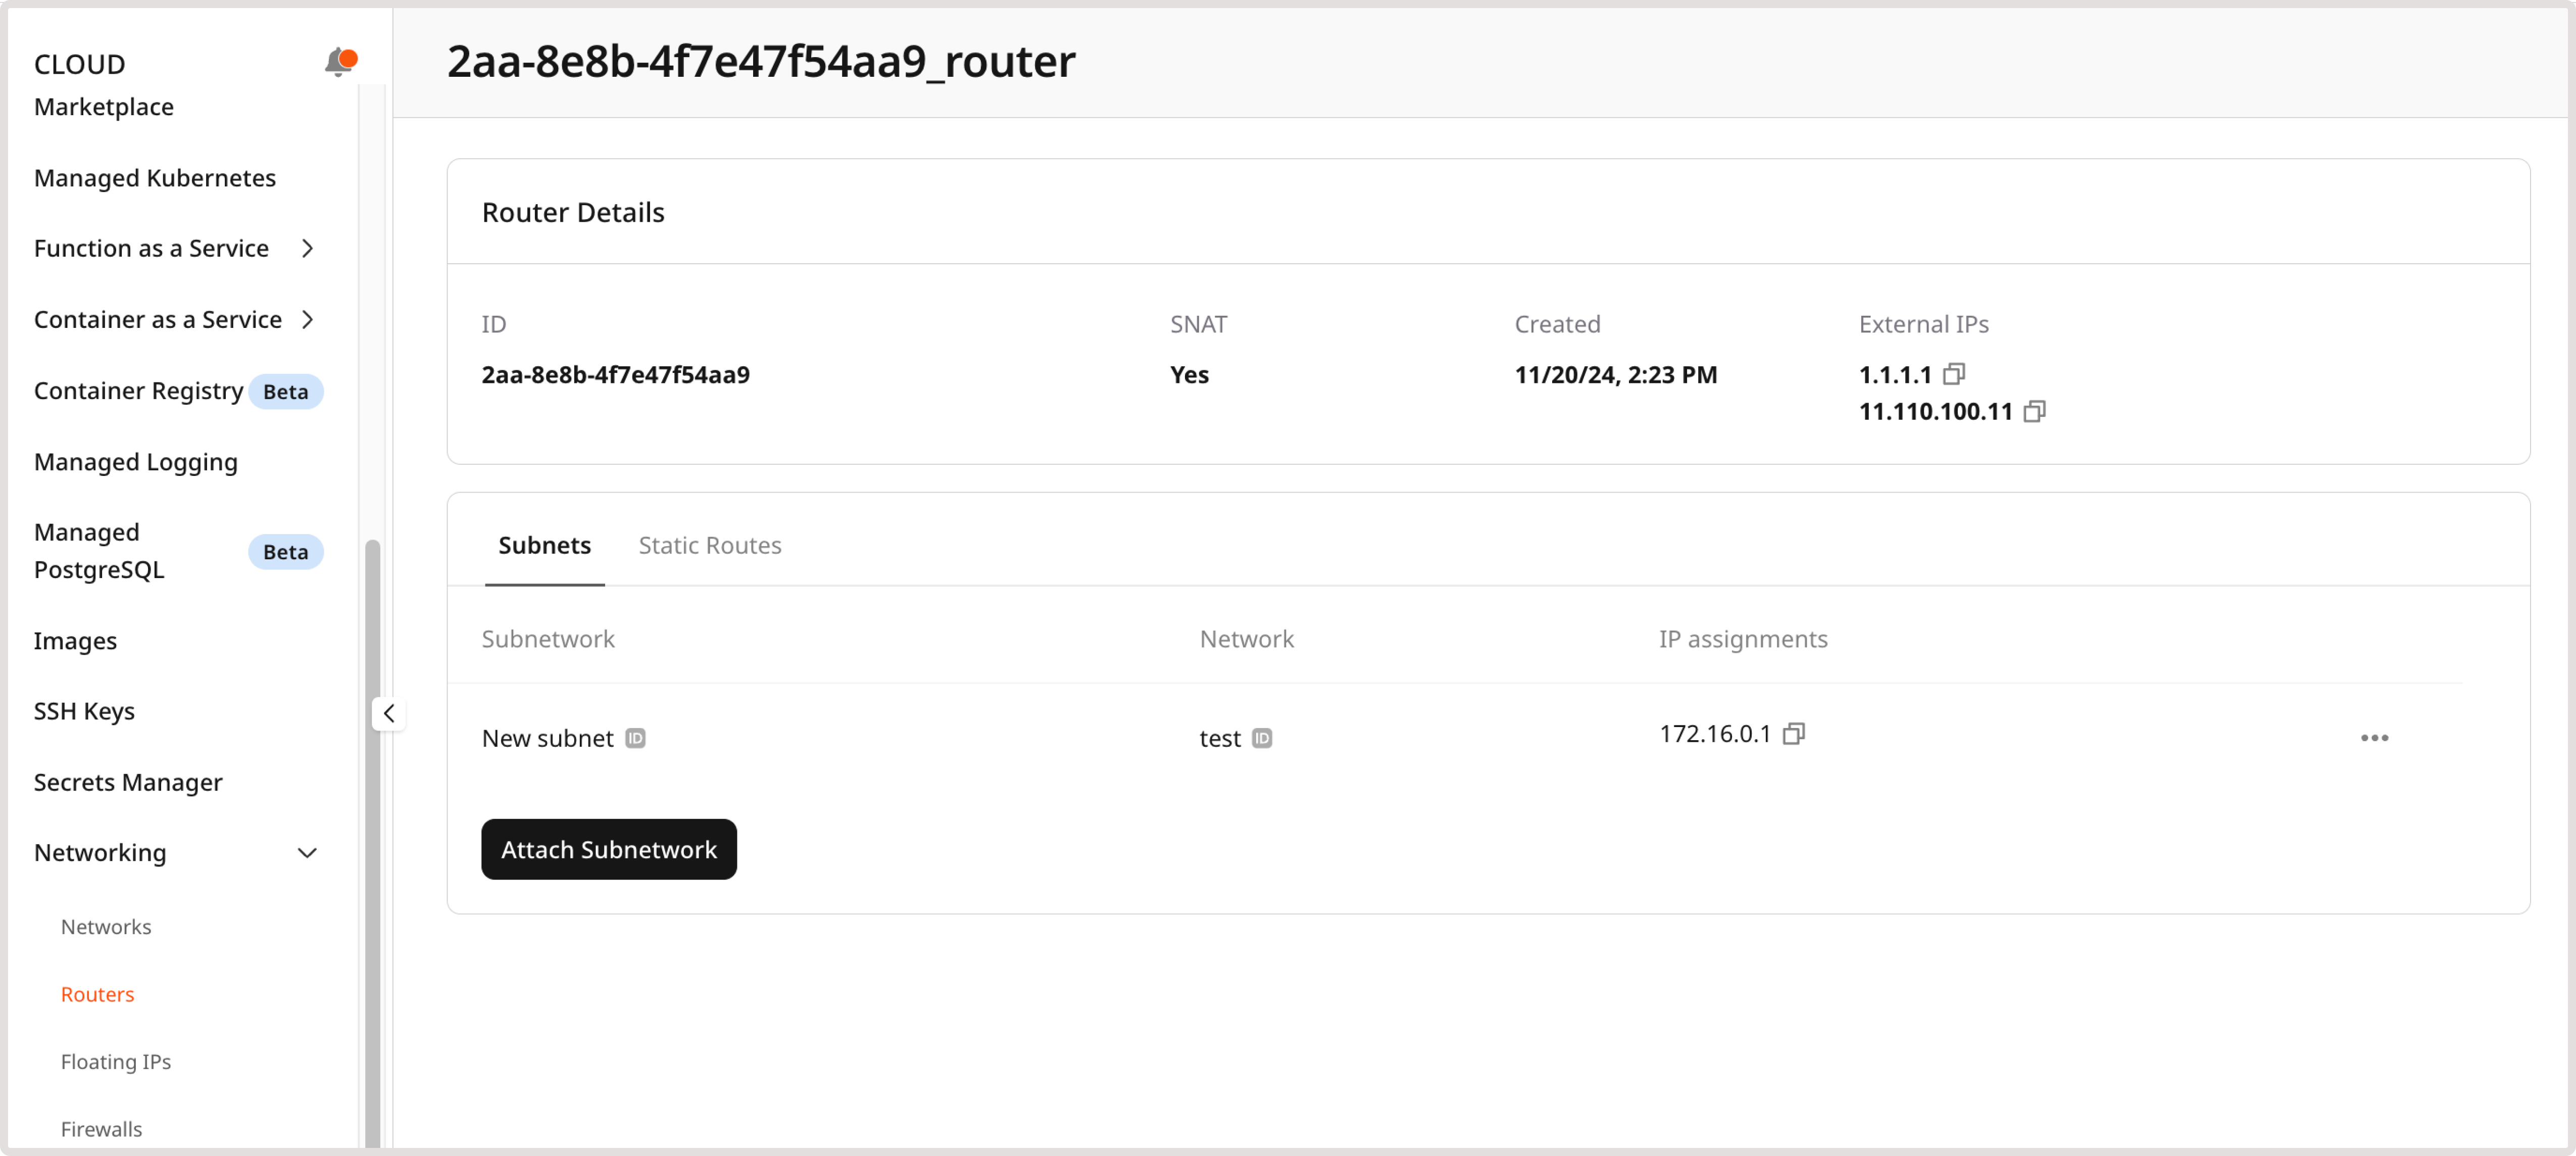 CLOUD
Marketplace
Managed Kubernetes
Function as a Service
Container as a Service
Container Registry Beta
Managed Logging
Managed
PostgreSQL
Beta
Images
SSH Keys
Secrets Manager
Networking
Networks
Routers
Floating IPs
Firewalls
2aa-8e8b-4f7e47f54aa9_router
Router Details
ID SNAT Created External IPs
2aa-8e8b-4f7e47f54aa9 Yes 11/20/24, 2:23 PM 1.1.1.1
11.110.100.11
Subnets Static Routes
Subnetwork Network IP assignments
New subnet ID test ID 172.16.0.1
Attach Subnetwork